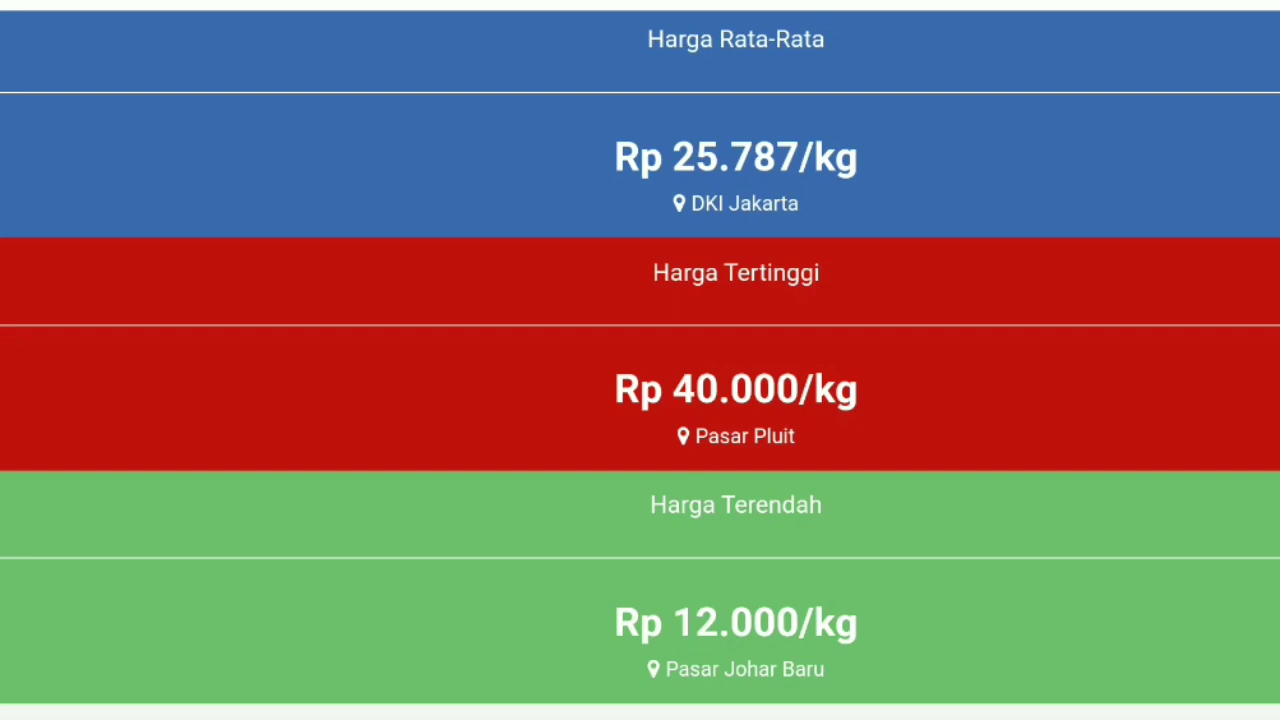 Harga Rata-Rata
Rp 25.787/kg
DKI Jakarta
Harga Tertinggi
Rp 40.000/kg
Pasar Pluit
Harga Terendah
Rp 12.000/kg
Pasar Johar Baru